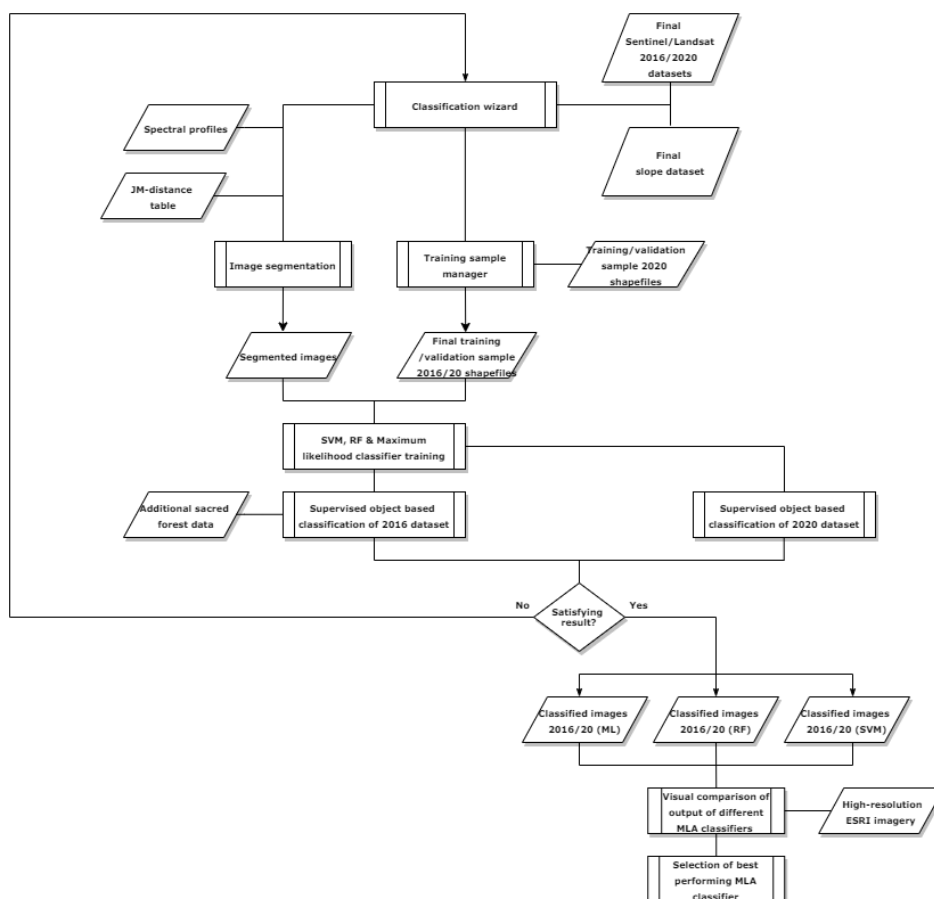 Final
Sentinel/Landsat
2016/2020
datasets
Classification wizard
Spectral profiles
Final
slope dataset
JM-distance
table
Image segmentation
Training sample
manager
Training/validation
sample 2020
shapefiles
Segmented images
Final training
/validation sample
2016/20 shapefiles
SVM, RF & Maximum
likelihood classifier training
Additional sacred
forest data
Supervised object based
classification of 2016 dataset
Supervised object based
classification of 2020 dataset
No
Satisfying
result?
Yes
Classified images
2016/20 (ML)
Classified images
2016/20 (RF)
Classified images
2016/20 (SVM)
Visual comparison of
output of different
MLA classifiers
High-resolution
ESRI imagery
Selection of best
performing MLA
classifier